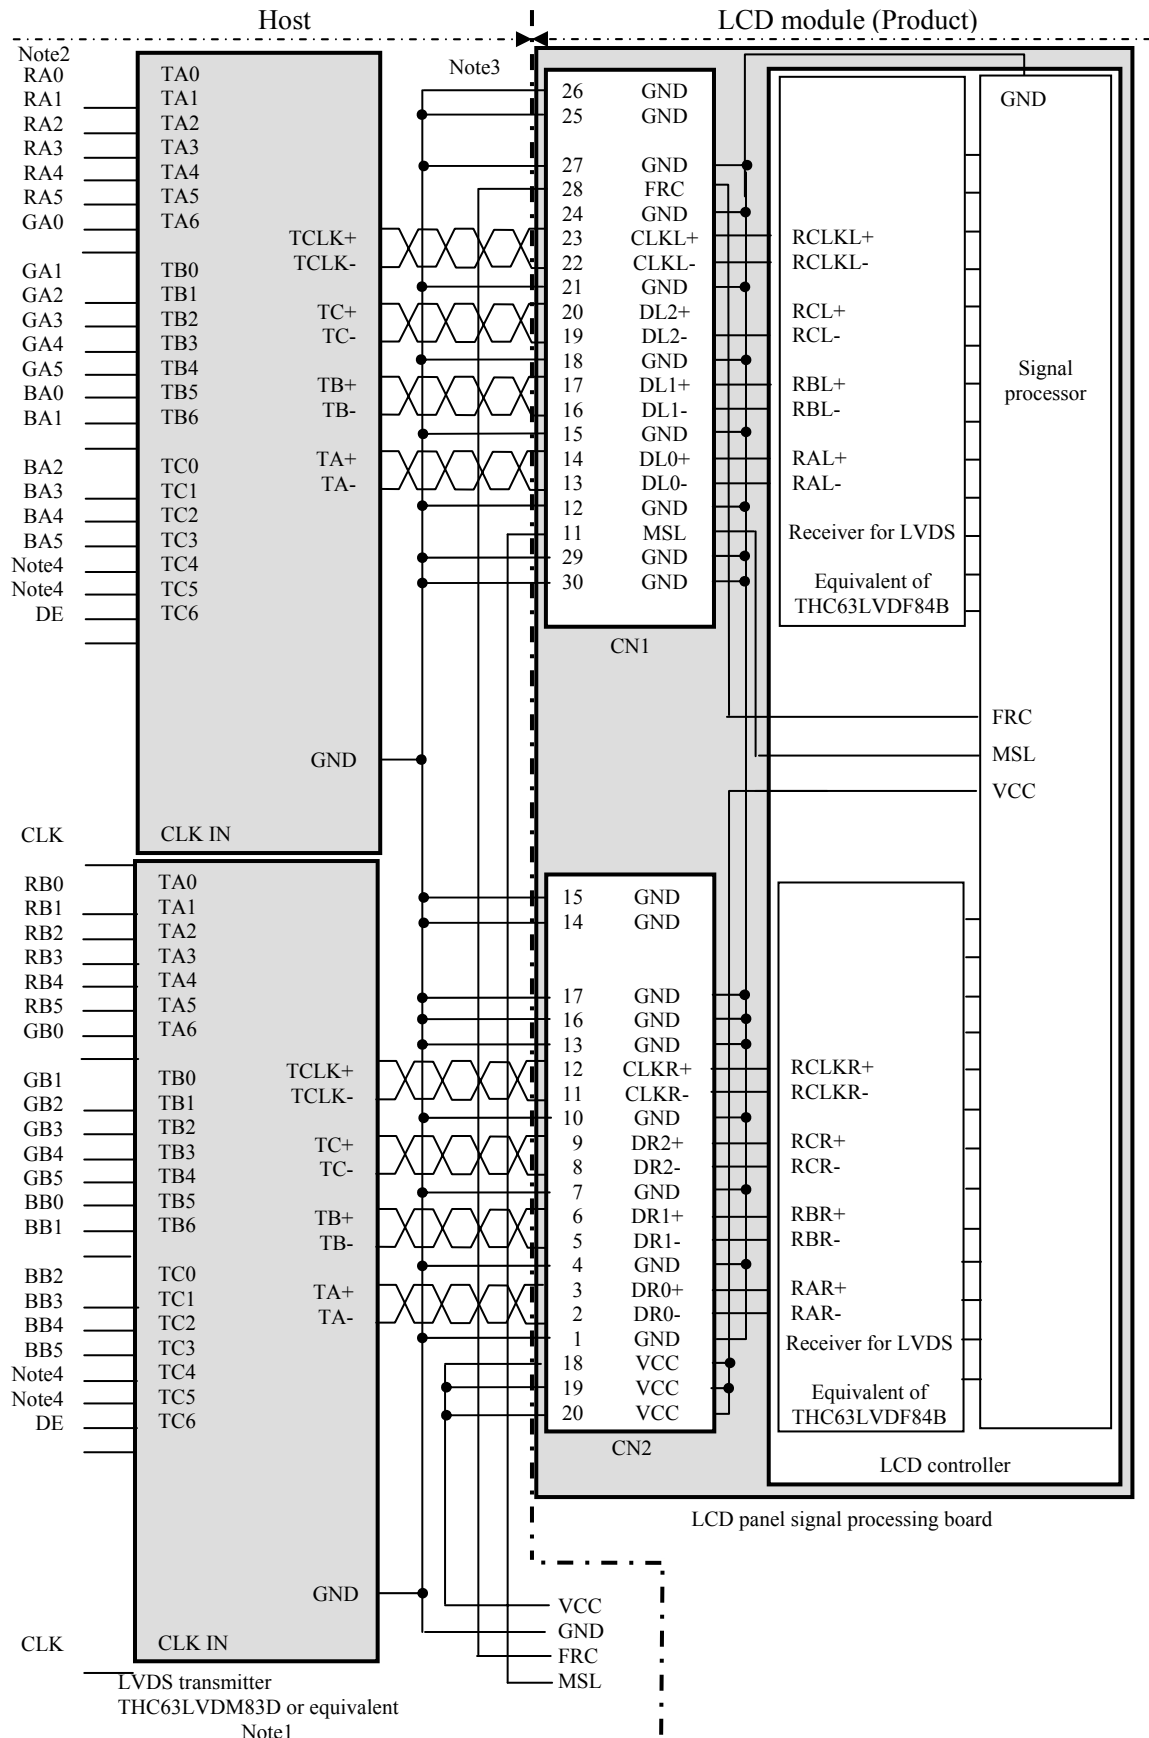 Host
LCD module (Product)
Note2
Note3
RA0
RA1
RA2
RA3
RA4
RA5
GA0
GA1
GA2
GA3
GA4
GA5
BA0
BA1
BA2
BA3
BA4
BA5
Note4
Note4
DE
CLK
TA0
TA1
TA2
TA3
TA4
TA5
TA6
TB0
TB1
TB2
TB3
TB4
TB5
TB6
TC0
TC1
TC2
TC3
TC4
TC5
TC6
CLK IN
TCLK+
TCLK-
TC+
TC-
TB+
TB-
TA+
TA-
GND
26 GND
25 GND
27 GND
28 FRC
24 GND
23 CLKL+
22 CLKL-
21 GND
20 DL2+
19 DL2-
18 GND
17 DL1+
16 DL1-
15 GND
14 DL0+
13 DL0-
12 GND
11 MSL
29 GND
30 GND
CN1
RCLKL+
RCLKL-
RCL+
RCL-
RBL+
RBL-
RAL+
RAL-
Receiver for LVDS
Equivalent of
THC63LVDF84B
GND
Signal
processor
FRC
MSL
VCC
RB0
RB1
RB2
RB3
RB4
RB5
GB0
GB1
GB2
GB3
GB4
GB5
BB0
BB1
BB2
BB3
BB4
BB5
Note4
Note4
DE
CLK
TA0
TA1
TA2
TA3
TA4
TA5
TA6
TB0
TB1
TB2
TB3
TB4
TB5
TB6
TC0
TC1
TC2
TC3
TC4
TC5
TC6
CLK IN
TCLK+
TCLK-
TC+
TC-
TB+
TB-
TA+
TA-
GND
15 GND
14 GND
17 GND
16 GND
13 GND
12 CLKR+
11 CLKR-
10 GND
9 DR2+
8 DR2-
7 GND
6 DR1+
5 DR1-
4 GND
3 DR0+
2 DR0-
1 GND
18 VCC
19 VCC
20 VCC
CN2
RCLKR+
RCLKR-
RCR+
RCR-
RBR+
RBR-
RAR+
RAR-
Receiver for LVDS
Equivalent of
THC63LVDF84B
LCD controller
LCD panel signal processing board
VCC
GND
FRC
MSL
LVDS transmitter
THC63LVDM83D or equivalent
Note1